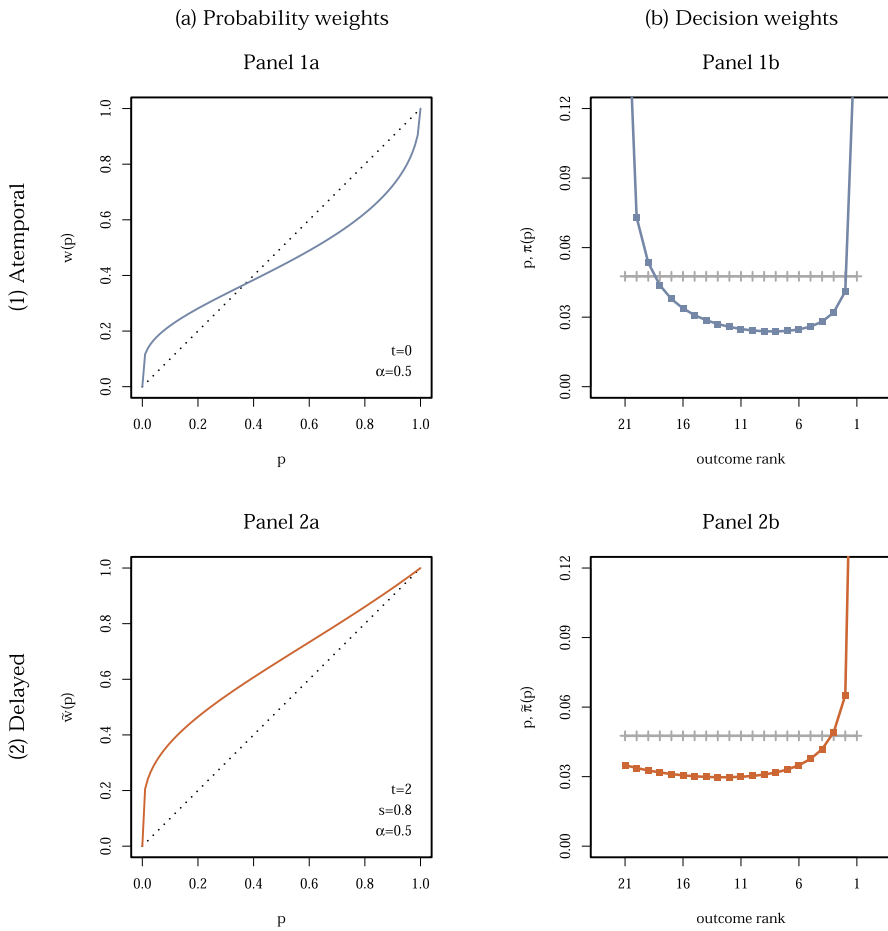 (a) Probability weights
(b) Decision weights
(1) Atemporal
Panel 1a
w(p)
1.0
0.8
0.6
0.4
0.2
0.0
t=0
α=0.5
0.0 0.2 0.4 0.6 0.8 1.0
p
Panel 1b
p, π(p)
0.12
0.09
0.06
0.03
0.00
21 16 11 6 1
outcome rank
(2) Delayed
Panel 2a
w̃(p)
1.0
0.8
0.6
0.4
0.2
0.0
t=2
s=0.8
α=0.5
0.0 0.2 0.4 0.6 0.8 1.0
p
Panel 2b
p, π̃(p)
0.12
0.09
0.06
0.03
0.00
21 16 11 6 1
outcome rank